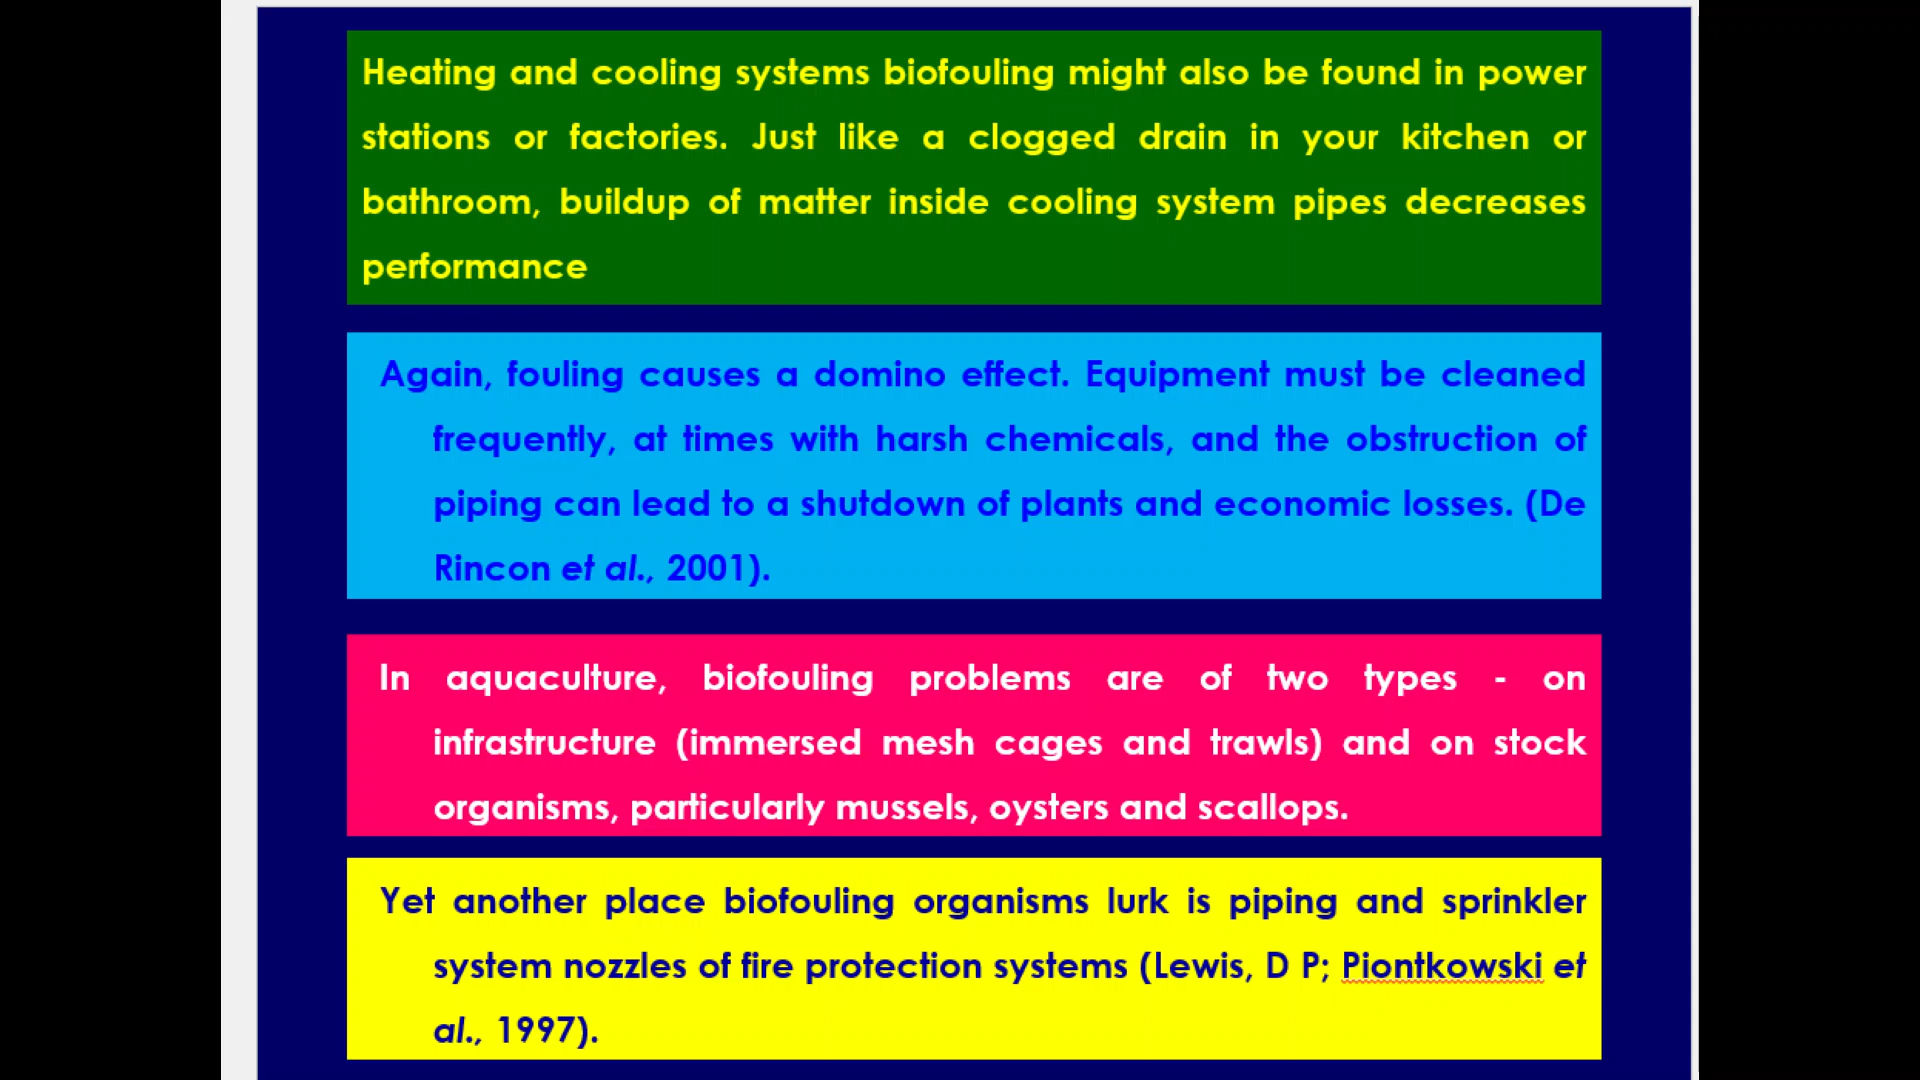 Heating and cooling systems biofouling might also be found in power
stations or factories. Just like a clogged drain in your kitchen or
bathroom, buildup of matter inside cooling system pipes decreases
performance
Again, fouling causes a domino effect. Equipment must be cleaned
frequently, at times with harsh chemicals, and the obstruction of
piping can lead to a shutdown of plants and economic losses. (De
Rincon et al., 2001).
In aquaculture, biofouling problems are of two types - on
infrastructure (immersed mesh cages and trawls) and on stock
organisms, particularly mussels, oysters and scallops.
Yet another place biofouling organisms lurk is piping and sprinkler
system nozzles of fire protection systems (Lewis, D P; Piontkowski et
al., 1997).